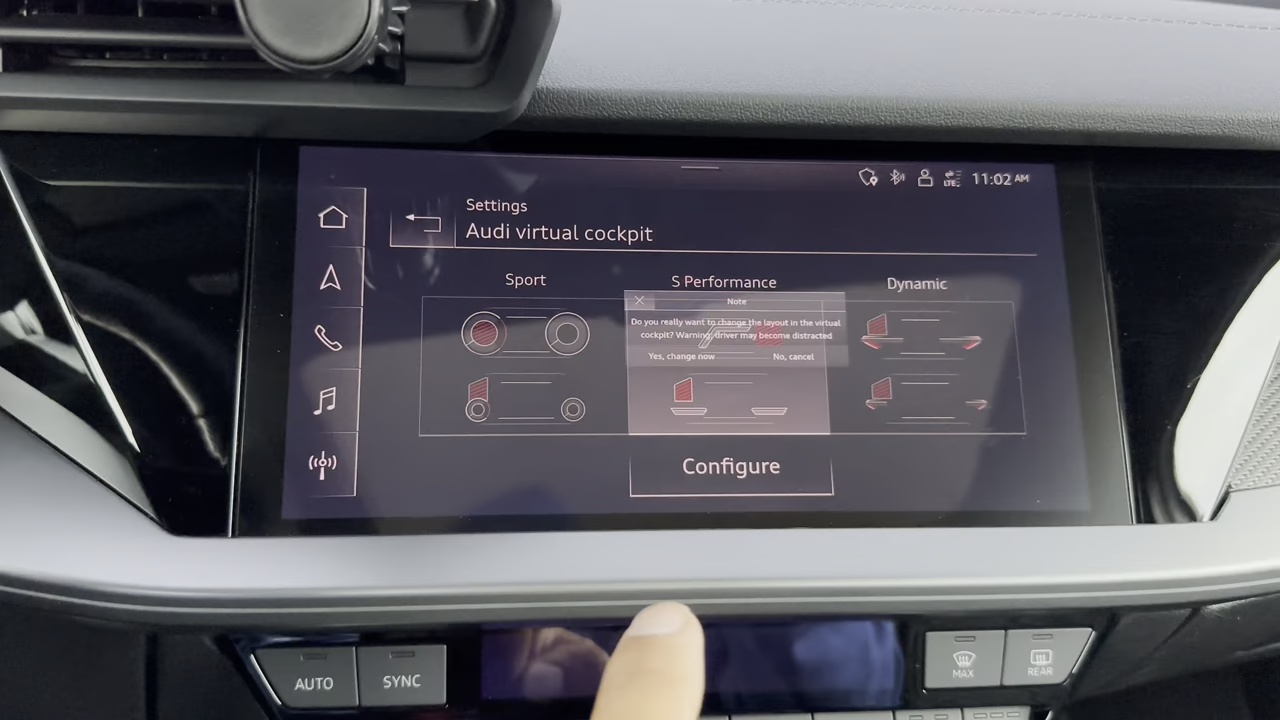 LTE
11:02 AM
Settings
Audi virtual cockpit
Sport
S Performance
Dynamic
Note
Do you really want to change the layout in the virtual
cockpit? Warning: driver may become distracted
Yes, change now
No, cancel
Configure
AUTO
SYNC
MAX
REAR